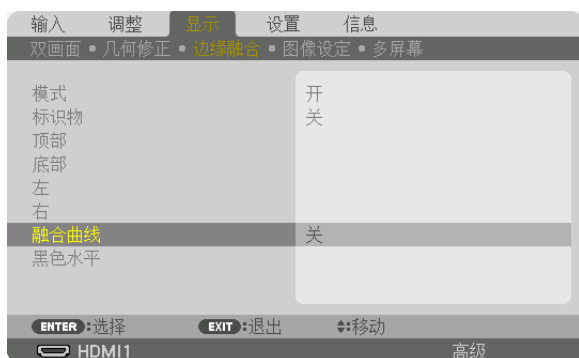 输入 调整 显示 设置 信息
双画面 ● 几何修正 ● 边缘融合 ● 图像设定 ● 多屏幕
模式 开
标识物 关
顶部
底部
左
右
融合曲线 关
黑色水平
ENTER :选择 EXIT :退出 :移动
HDMI1 高级